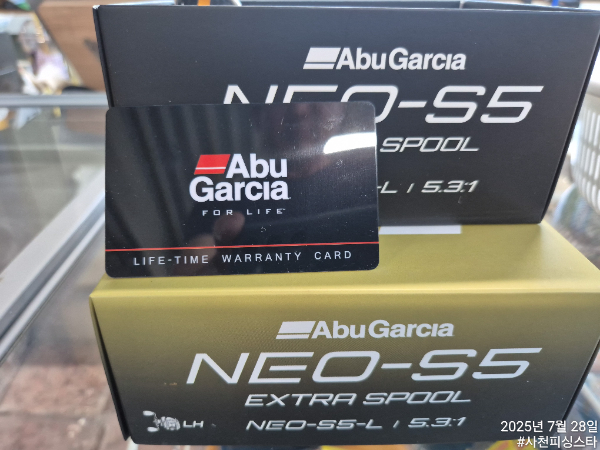 Abu Garcia
NEO-S5
SPOOL
-L / 5.3:1
Abu
Garcia
FOR LIFE
LIFE-TIME WARRANTY CARD
Abu Garcia
NEO-S5
EXTRA SPOOL
LH
NEO-S5-L / 5.3:1
2025년 7월 28일
#사천피싱스타